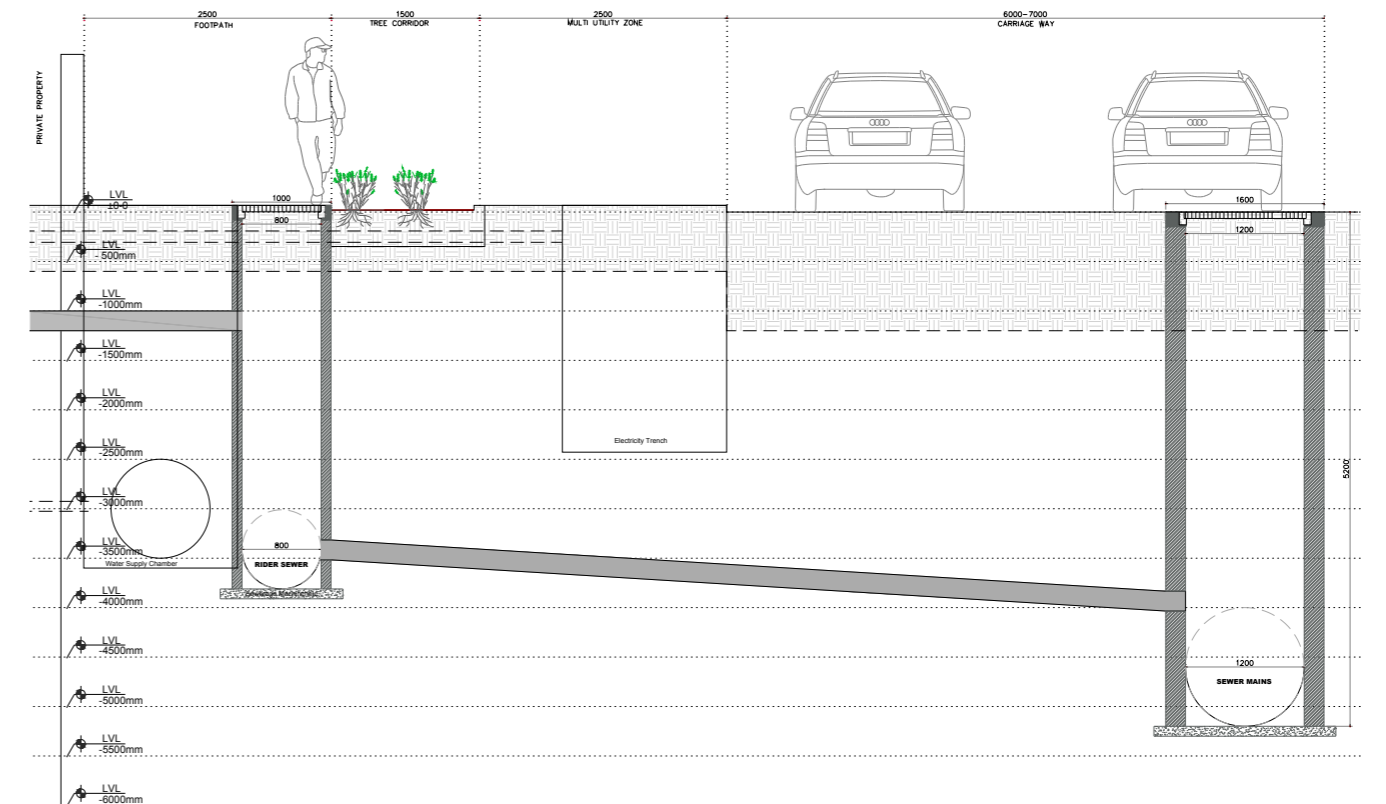 2500
FOOTPATH
1500
TREE CORRIDOR
2500
MULTI UTILITY ZONE
6000-7000
CARRIAGE WAY
PRIVATE PROPERTY
LVL
±0-0
1000
800
1600
1200
LVL
- 500mm
LVL
-1000mm
LVL
-1500mm
LVL
-2000mm
Electricity Trench
LVL
-2500mm
5200
LVL
-3000mm
LVL
-3500mm
800
Water Supply Chamber
RIDER SEWER
LVL
-4000mm
LVL
-4500mm
1200
SEWER MAINS
LVL
-5000mm
LVL
-5500mm
LVL
-6000mm